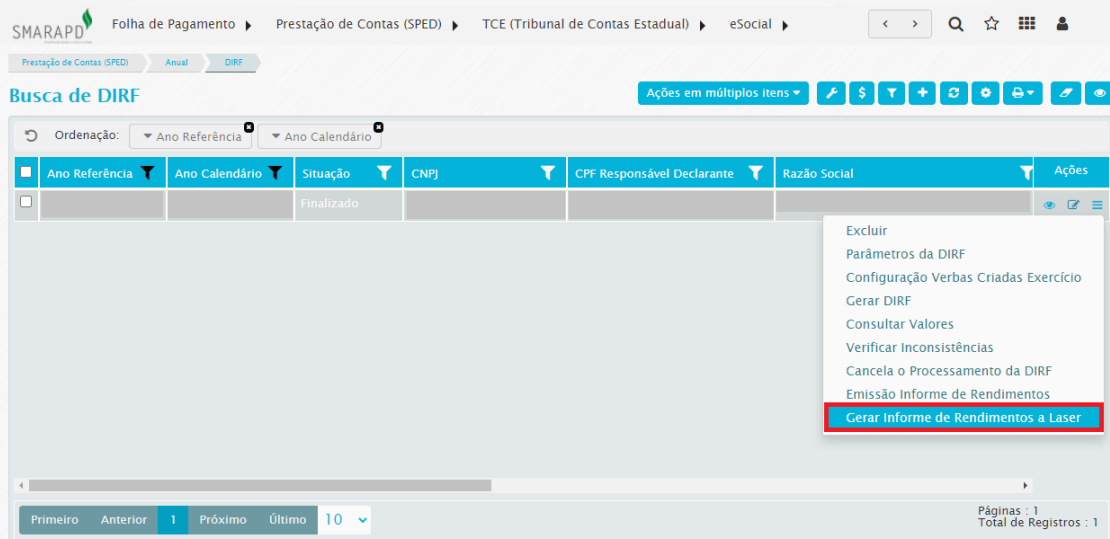 SMARAPD
Folha de Pagamento Prestação de Contas (SPED) TCE (Tribunal de Contas Estadual) eSocial
Prestação de Contas (SPED) Anual DIRF
Busca de DIRF
Ações em múltiplos itens
Ordenação: Ano Referência Ano Calendário
Ano Referência Ano Calendário Situação CNPJ CPF Responsável Declarante Razão Social Ações
Finalizado
Excluir
Parâmetros da DIRF
Configuração Verbas Criadas Exercício
Gerar DIRF
Consultar Valores
Verificar Inconsistências
Cancela o Processamento da DIRF
Emissão Informe de Rendimentos
Gerar Informe de Rendimentos a Laser
Primeiro Anterior 1 Próximo Último 10
Páginas : 1
Total de Registros : 1